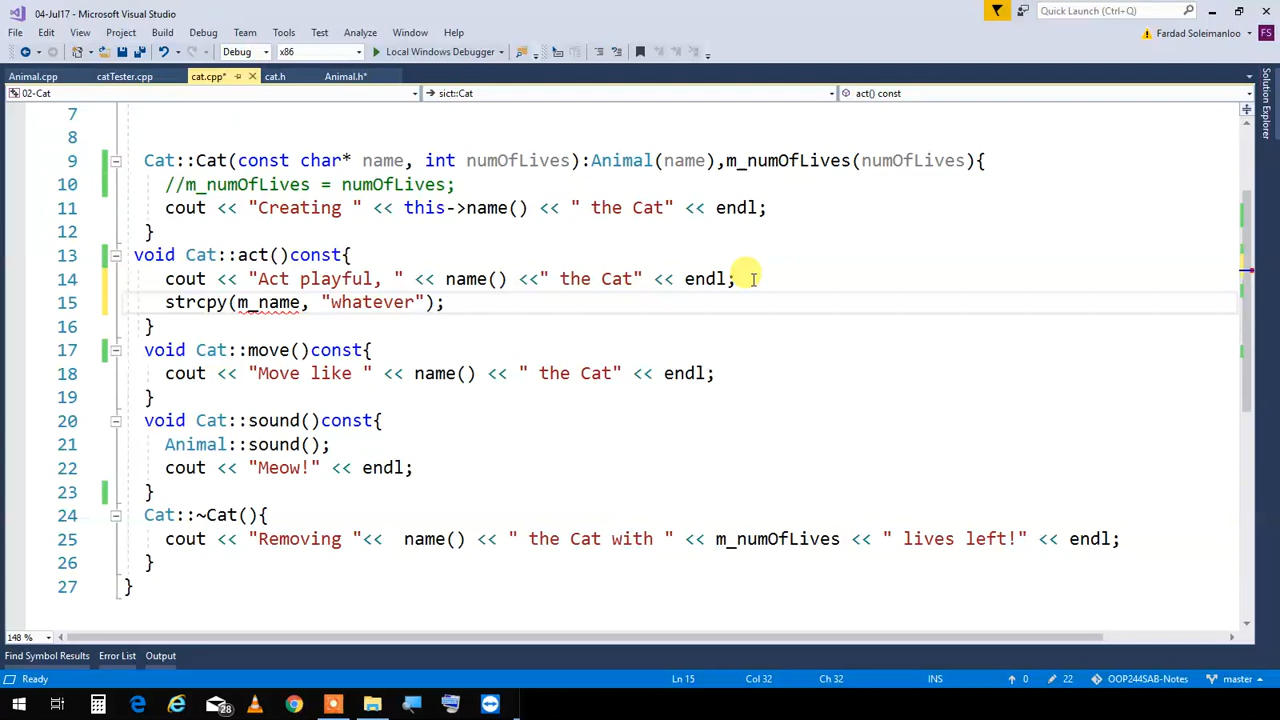 04-Jul17 - Microsoft Visual Studio
Quick Launch (Ctrl+Q)
File Edit View Project Build Debug Team Tools Test Analyze Window Help
Fardad Soleimanloo FS
Debug x86 Local Windows Debugger
Animal.cpp catTester.cpp cat.cpp* cat.h Animal.h*
Solution Explorer
02-Cat sict::Cat act() const
7
8
9 Cat::Cat(const char* name, int numOfLives):Animal(name),m_numOfLives(numOfLives){
10 //m_numOfLives = numOfLives;
11 cout << "Creating " << this->name() << " the Cat" << endl;
12 }
13 void Cat::act()const{
14 cout << "Act playful, " << name() <<" the Cat" << endl;
15 strcpy(m_name, "whatever");
16 }
17 void Cat::move()const{
18 cout << "Move like " << name() << " the Cat" << endl;
19 }
20 void Cat::sound()const{
21 Animal::sound();
22 cout << "Meow!" << endl;
23 }
24 Cat::~Cat(){
25 cout << "Removing "<<  name() << " the Cat with " << m_numOfLives << " lives left!" << endl;
26 }
27 }
148 %
Find Symbol Results Error List Output
Ready Ln 15 Col 32 Ch 32 INS 0 22 OOP244SAB-Notes master
28